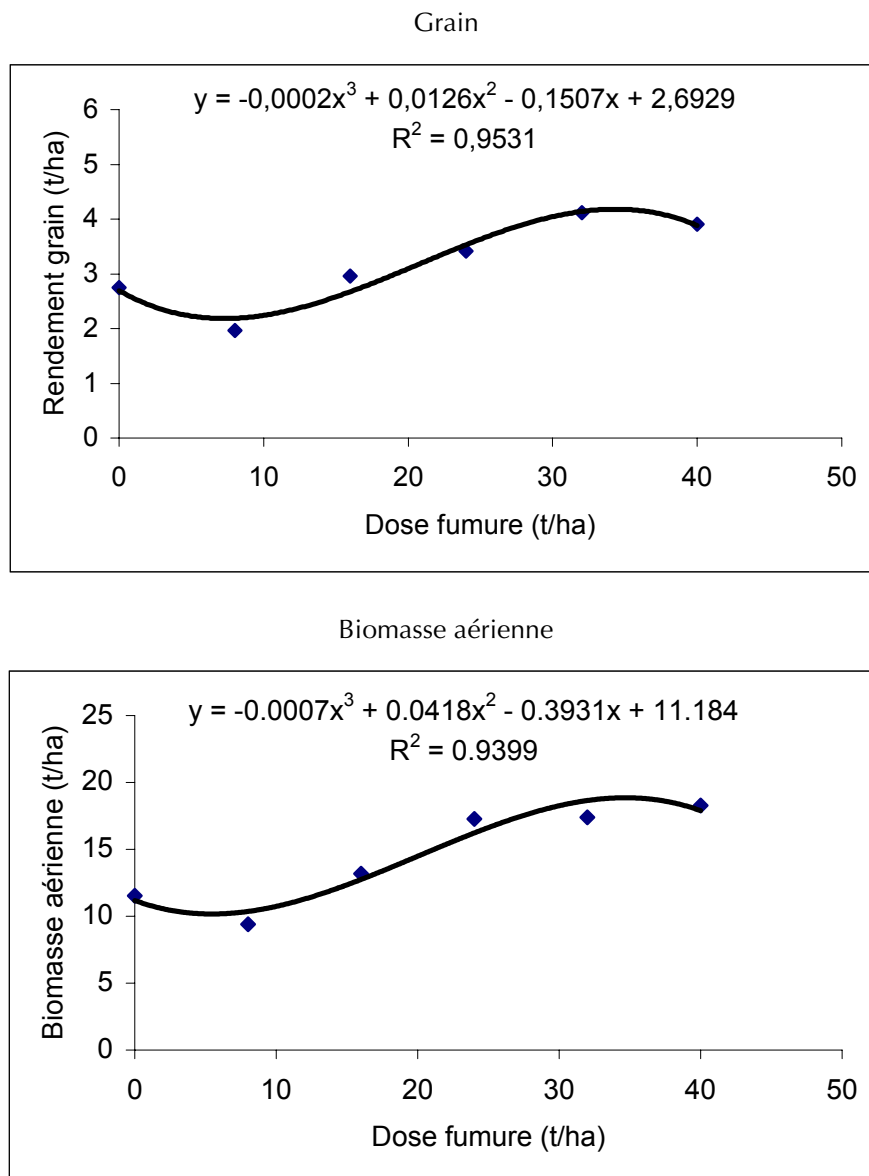 Grain
y = -0,0002x³ + 0,0126x² - 0,1507x + 2,6929
R² = 0,9531
Rendement grain (t/ha)
6
5
4
3
2
1
0
0 10 20 30 40 50
Dose fumure (t/ha)
Biomasse aérienne
y = -0.0007x³ + 0.0418x² - 0.3931x + 11.184
R² = 0.9399
Biomasse aérienne (t/ha)
25
20
15
10
5
0
0 10 20 30 40 50
Dose fumure (t/ha)